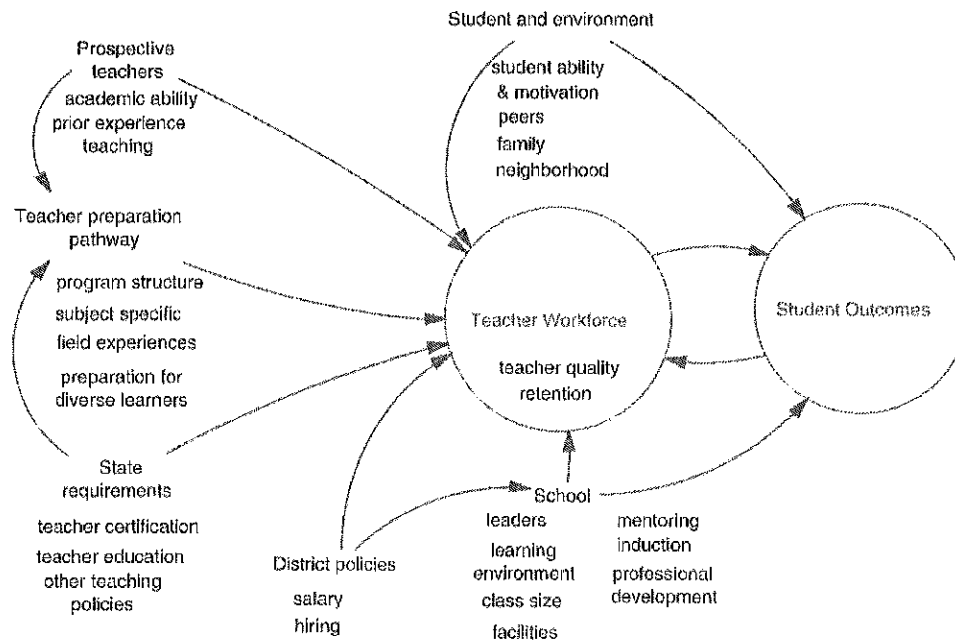 Student and environment
student ability
& motivation
peers
family
neighborhood
Prospective
teachers
academic ability
prior experience
teaching
Teacher preparation
pathway
program structure
subject specific
field experiences
preparation for
diverse learners
Teacher Workforce
teacher quality
retention
Student Outcomes
State
requirements
teacher certification
teacher education
other teaching
policies
District policies
salary
hiring
School
leaders
learning
environment
class size
facilities
mentoring
induction
professional
development